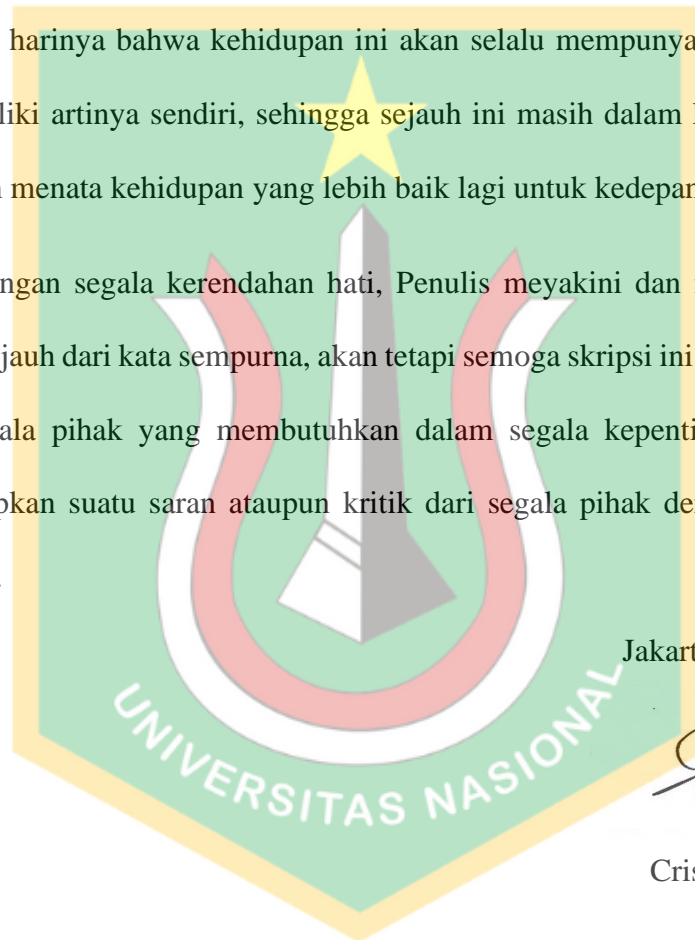 harinya bahwa kehidupan ini akan selalu mempunya
liki artinya sendiri, sehingga sejauh ini masih dalam
menata kehidupan yang lebih baik lagi untuk kedepan
ngan segala kerendahan hati, Penulis meyakini dan
jauh dari kata sempurna, akan tetapi semoga skripsi ini
ala pihak yang membutuhkan dalam segala kepenti
pkan suatu saran ataupun kritik dari segala pihak de
Jakart
UNIVERSITAS NASIONAL
Cris